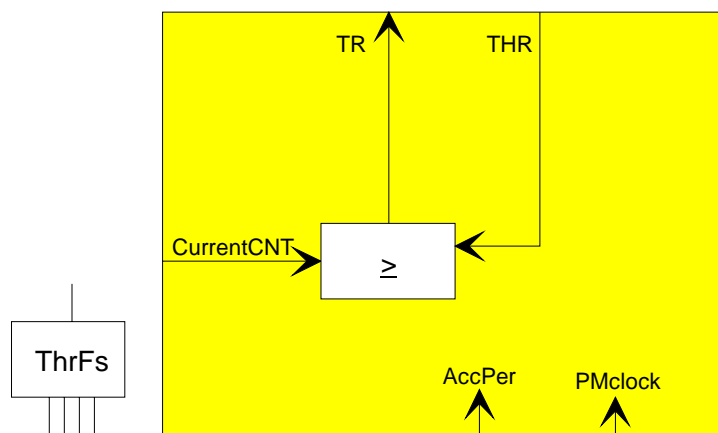 TR
THR
CurrentCNT
≥
ThrFs
AccPer
PMclock